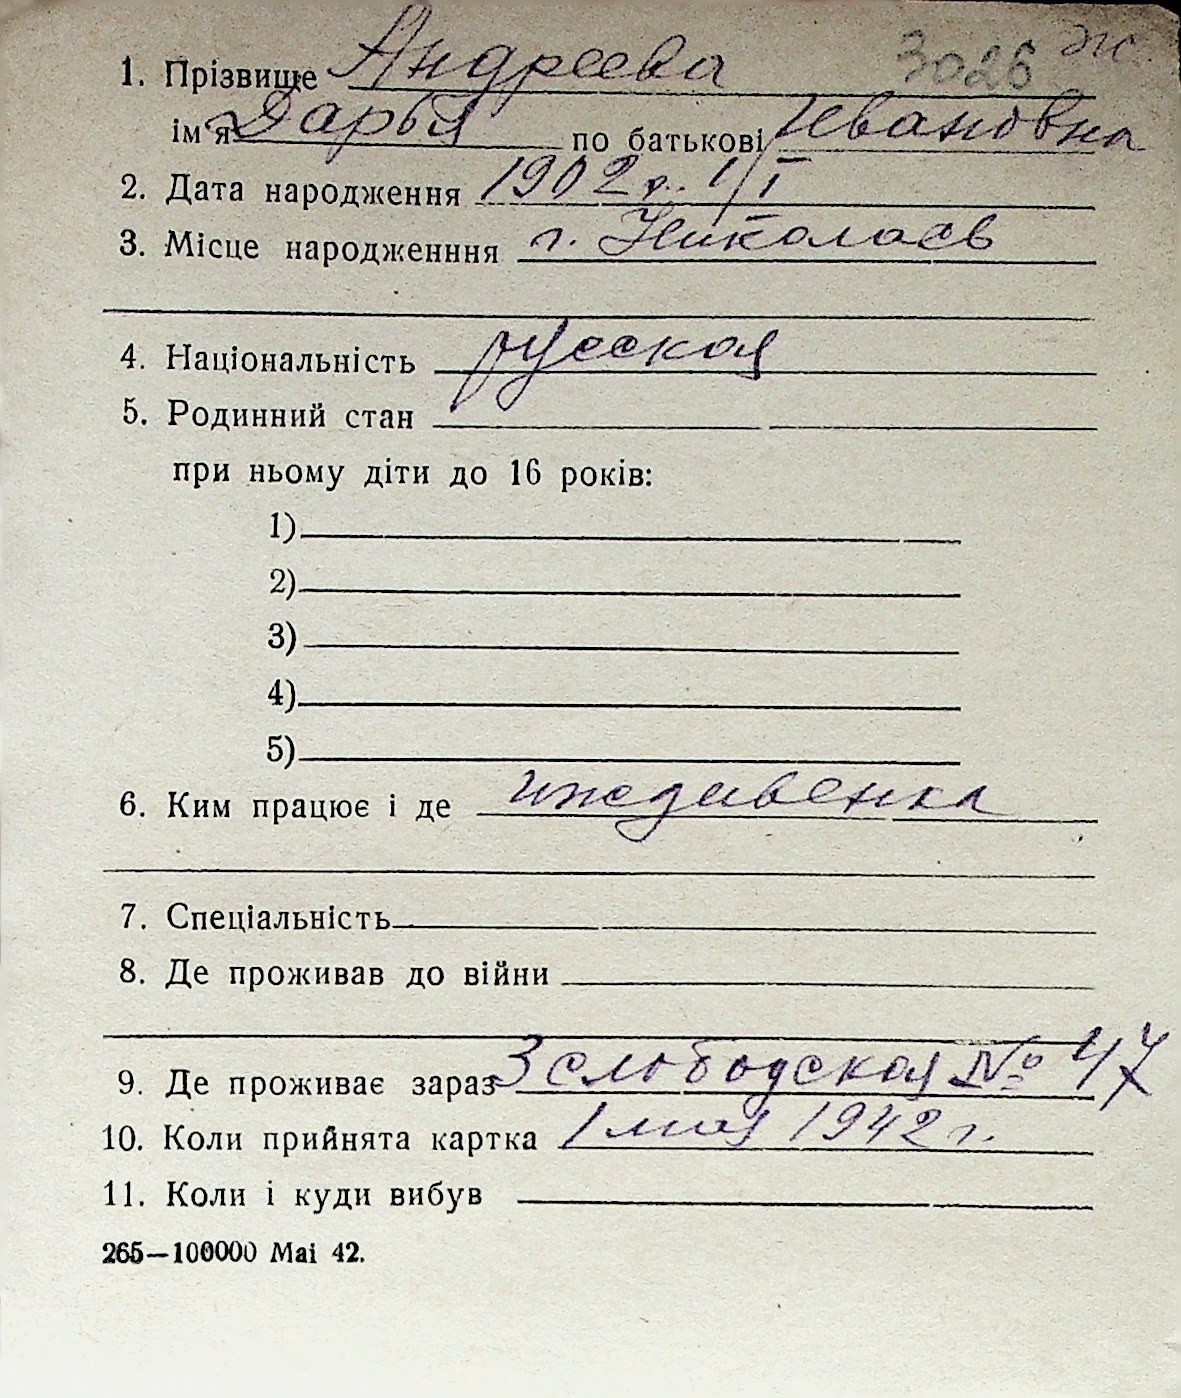 3026 Ж.
1. Прізвище Андреева
ім'я Дарья по батькові Ивановна
2. Дата народження 1902 г. 1/I
3. Місце народженння г. Николаев
4. Національність русская
5. Родинний стан
при ньому діти до 16 років:
1)
2)
3)
4)
5)
6. Ким працює і де иждивенка
7. Спеціальність
8. Де проживав до війни
9. Де проживає зараз 3 слободская № 47
10. Коли прийнята картка 1 мая 1942 г.
11. Коли і куди вибув
265—100000 Mai 42.